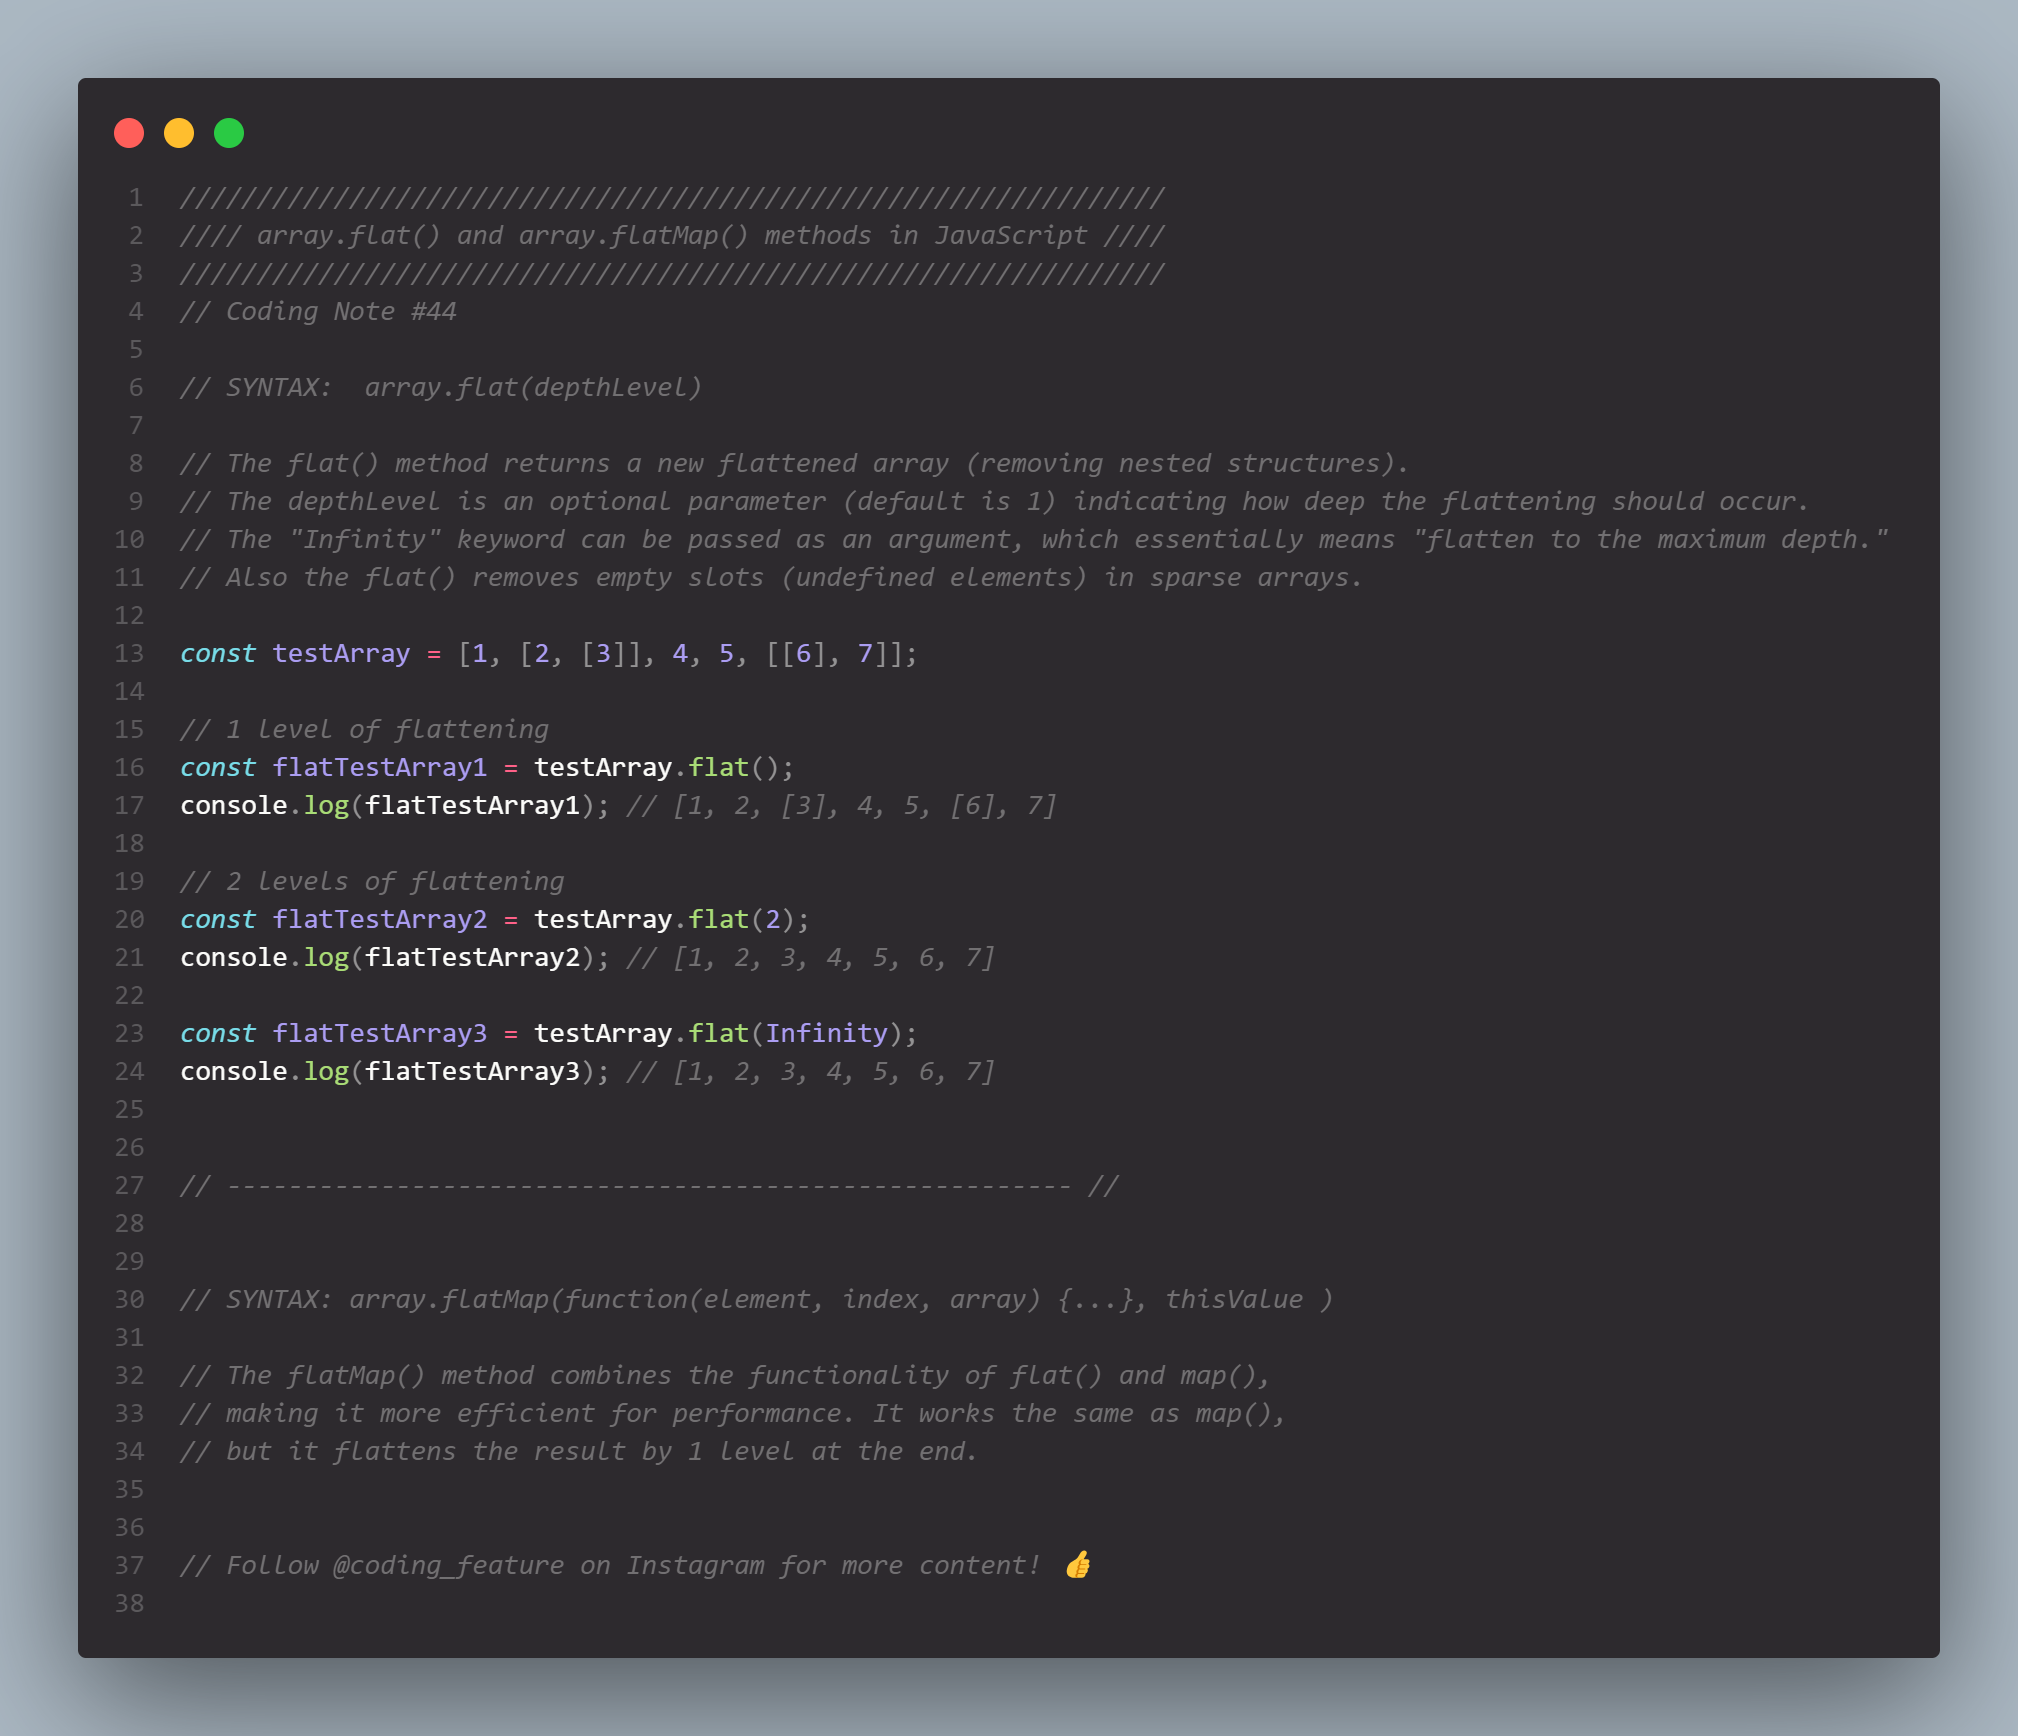 1 ////////////////////////////////////////////////////////////////
2 //// array.flat() and array.flatMap() methods in JavaScript ////
3 ////////////////////////////////////////////////////////////////
4 // Coding Note #44
5
6 // SYNTAX:  array.flat(depthLevel)
7
8 // The flat() method returns a new flattened array (removing nested structures).
9 // The depthLevel is an optional parameter (default is 1) indicating how deep the flattening should occur.
10 // The "Infinity" keyword can be passed as an argument, which essentially means "flatten to the maximum depth."
11 // Also the flat() removes empty slots (undefined elements) in sparse arrays.
12
13 const testArray = [1, [2, [3]], 4, 5, [[6], 7]];
14
15 // 1 level of flattening
16 const flatTestArray1 = testArray.flat();
17 console.log(flatTestArray1); // [1, 2, [3], 4, 5, [6], 7]
18
19 // 2 levels of flattening
20 const flatTestArray2 = testArray.flat(2);
21 console.log(flatTestArray2); // [1, 2, 3, 4, 5, 6, 7]
22
23 const flatTestArray3 = testArray.flat(Infinity);
24 console.log(flatTestArray3); // [1, 2, 3, 4, 5, 6, 7]
25
26
27 // ------------------------------------------------------- //
28
29
30 // SYNTAX: array.flatMap(function(element, index, array) {...}, thisValue )
31
32 // The flatMap() method combines the functionality of flat() and map(),
33 // making it more efficient for performance. It works the same as map(),
34 // but it flattens the result by 1 level at the end.
35
36
37 // Follow @coding_feature on Instagram for more content! 👍
38